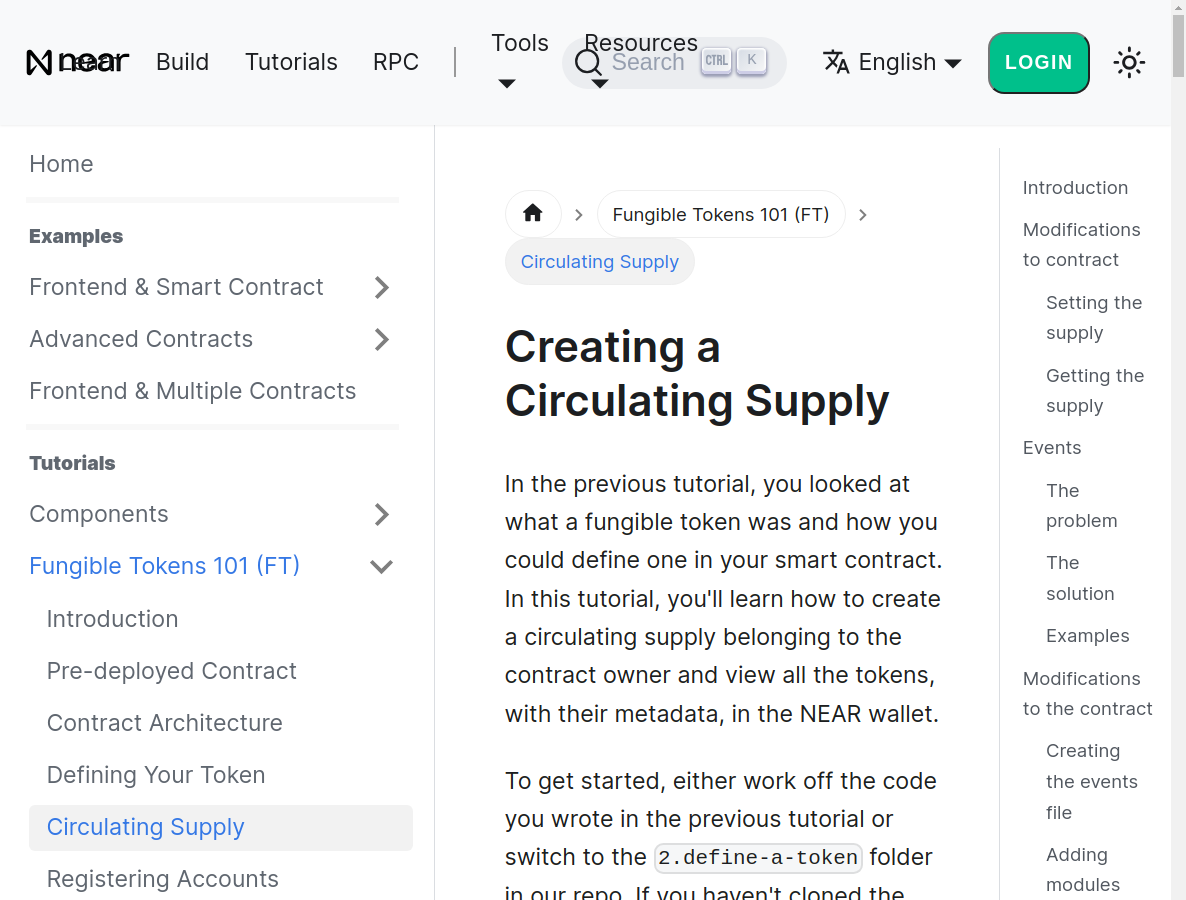 near
Learn
Build
Tutorials
RPC
Tools
Resources
Search
CTRL
K
English
LOGIN
Home
Examples
Frontend & Smart Contract
Advanced Contracts
Frontend & Multiple Contracts
Tutorials
Components
Fungible Tokens 101 (FT)
Introduction
Pre-deployed Contract
Contract Architecture
Defining Your Token
Circulating Supply
Registering Accounts
Fungible Tokens 101 (FT)
Circulating Supply
Creating a
Circulating Supply
In the previous tutorial, you looked at
what a fungible token was and how you
could define one in your smart contract.
In this tutorial, you'll learn how to create
a circulating supply belonging to the
contract owner and view all the tokens,
with their metadata, in the NEAR wallet.
To get started, either work off the code
you wrote in the previous tutorial or
switch to the 2.define-a-token folder
in our repo. If you haven't cloned the
Introduction
Modifications
to contract
Setting the
supply
Getting the
supply
Events
The
problem
The
solution
Examples
Modifications
to the contract
Creating
the events
file
Adding
modules